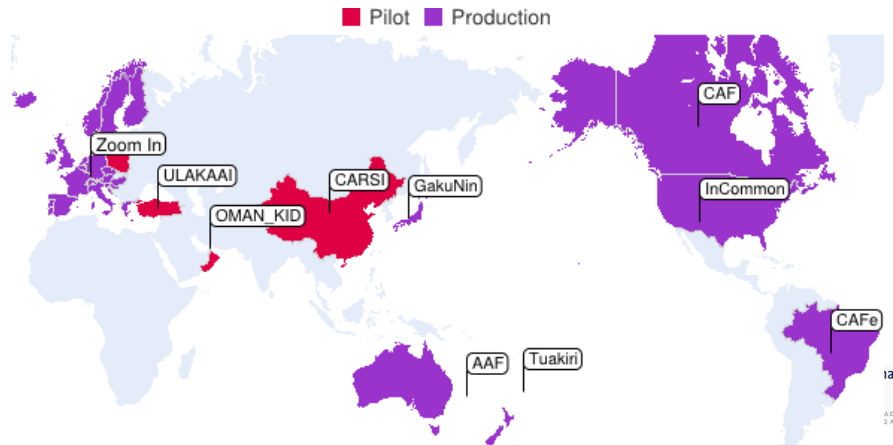 Pilot Production
CAF
Zoom In
ULAKAAI
CARSI
GakuNin
InCommon
OMAN_KID
CAFe
AAF
Tuakiri